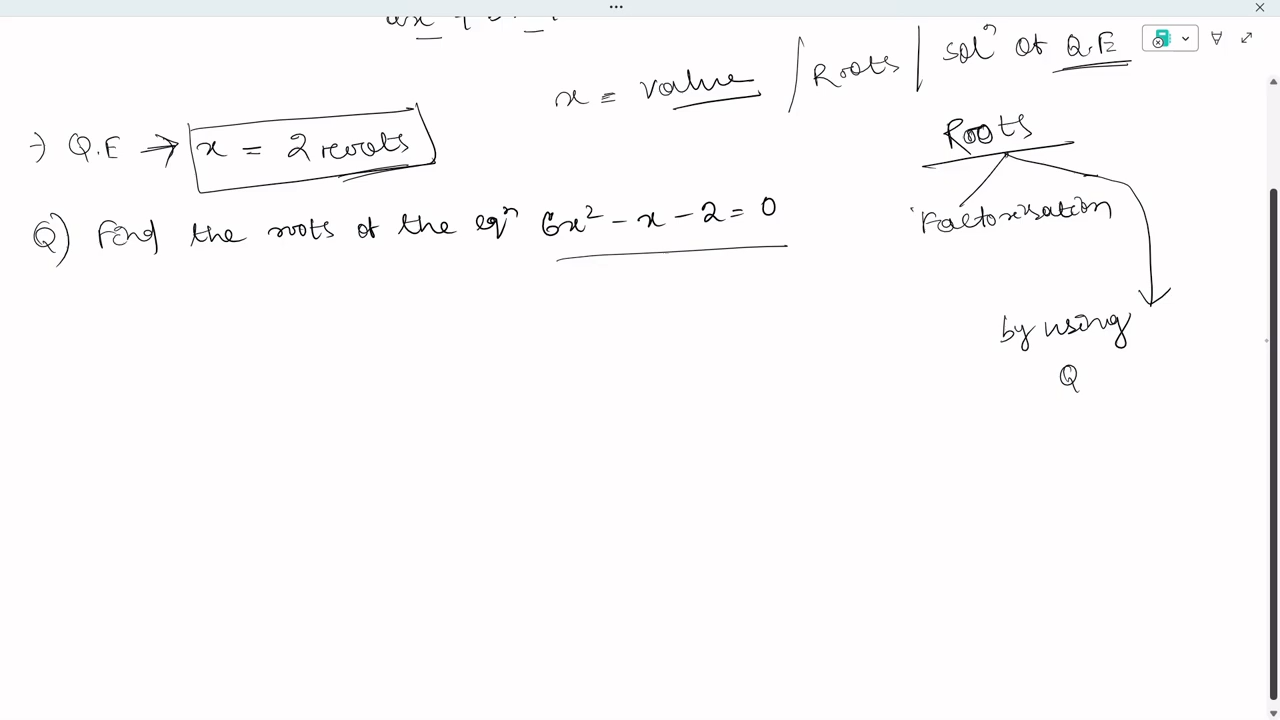 x = value / Roots | solⁿ of Q.E
→ Q.E → x = 2 roots
Roots
Q) Find the roots of the eqⁿ 6x² - x - 2 = 0
Factorisation
by using
Q